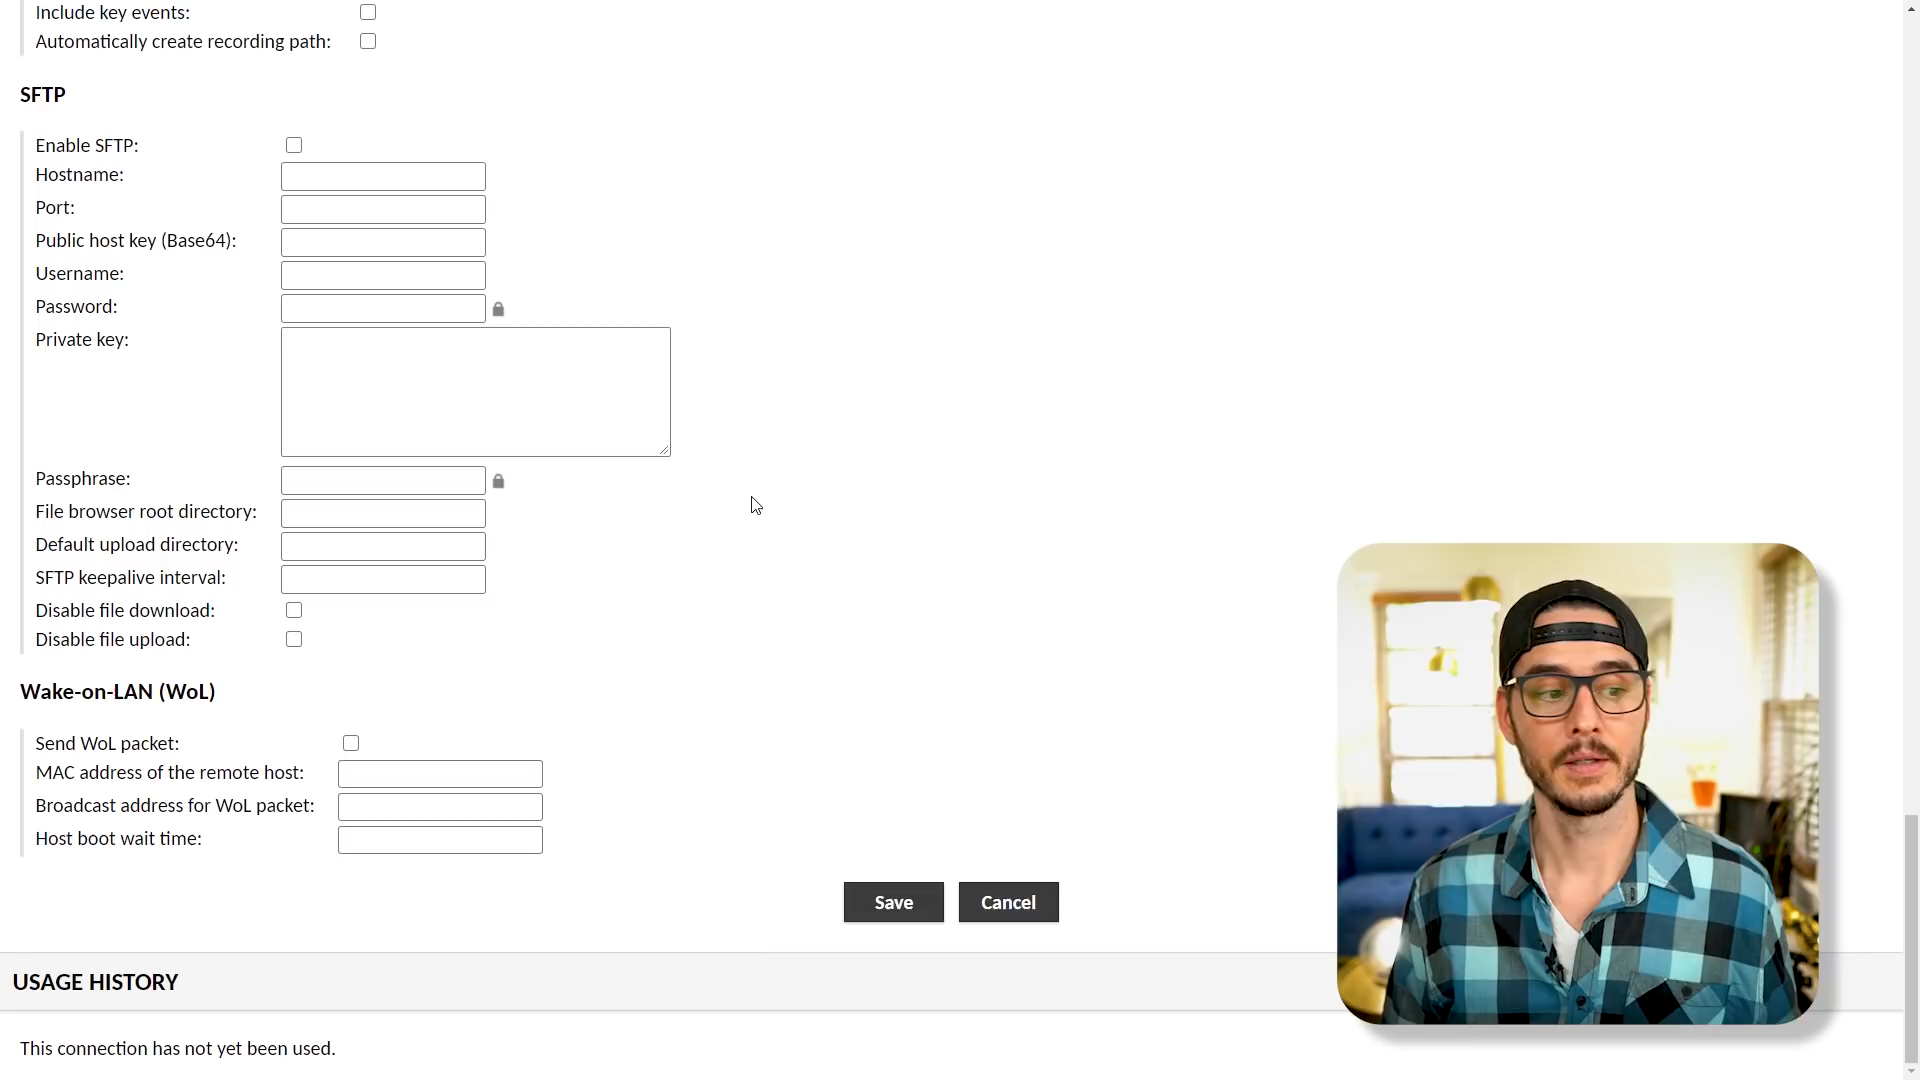 Include key events:
Automatically create recording path:
SFTP
Enable SFTP:
Hostname:
Port:
Public host key (Base64):
Username:
Password:
Private key:
Passphrase:
File browser root directory:
Default upload directory:
SFTP keepalive interval:
Disable file download:
Disable file upload:
Wake-on-LAN (WoL)
Send WoL packet:
MAC address of the remote host:
Broadcast address for WoL packet:
Host boot wait time:
Save Cancel
USAGE HISTORY
This connection has not yet been used.